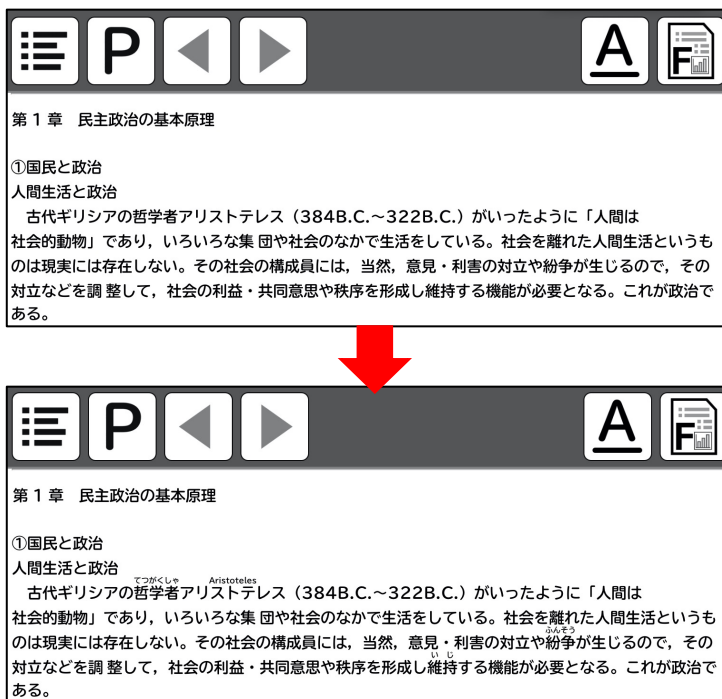 P
A
F
第1章 民主政治の基本原理
①国民と政治
人間生活と政治
古代ギリシアの哲学者アリストテレス（384B.C.～322B.C.）がいったように「人間は
社会的動物」であり，いろいろな集 団や社会のなかで生活をしている。社会を離れた人間生活というも
のは現実には存在しない。その社会の構成員には，当然，意見・利害の対立や紛争が生じるので，その
対立などを調 整して，社会の利益・共同意思や秩序を形成し維持する機能が必要となる。これが政治で
ある。
P
A
F
第1章 民主政治の基本原理
①国民と政治
人間生活と政治
てつがくしゃ Aristoteles
古代ギリシアの哲学者アリストテレス（384B.C.～322B.C.）がいったように「人間は
社会的動物」であり，いろいろな集 団や社会のなかで生活をしている。社会を離れた人間生活というも
ふんそう
のは現実には存在しない。その社会の構成員には，当然，意見・利害の対立や紛争が生じるので，その
いじ
対立などを調 整して，社会の利益・共同意思や秩序を形成し維持する機能が必要となる。これが政治で
ある。